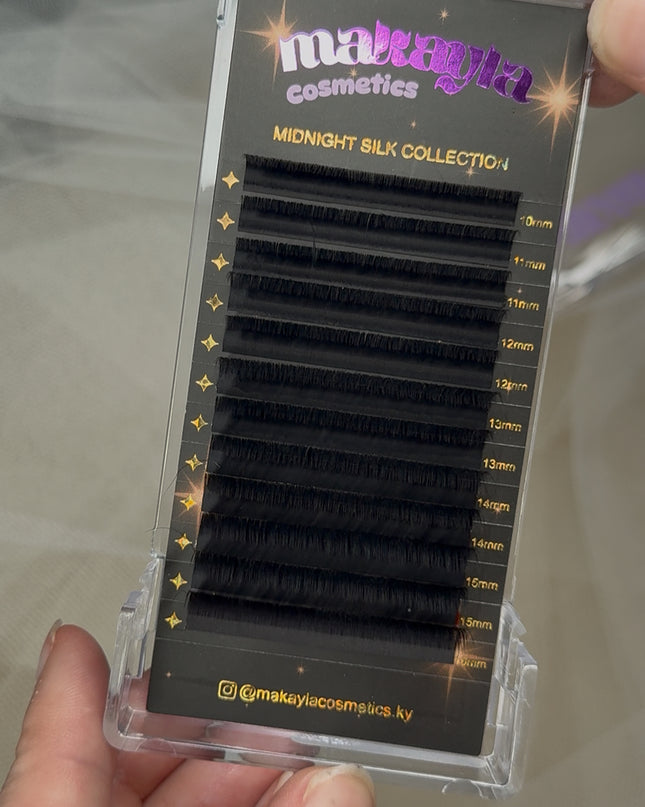 makayla
cosmetics
MIDNIGHT SILK COLLECTION
10mm
11mm
11mm
12mm
12mm
13mm
13mm
14mm
14mm
15mm
15mm
@makaylacosmetics.ky